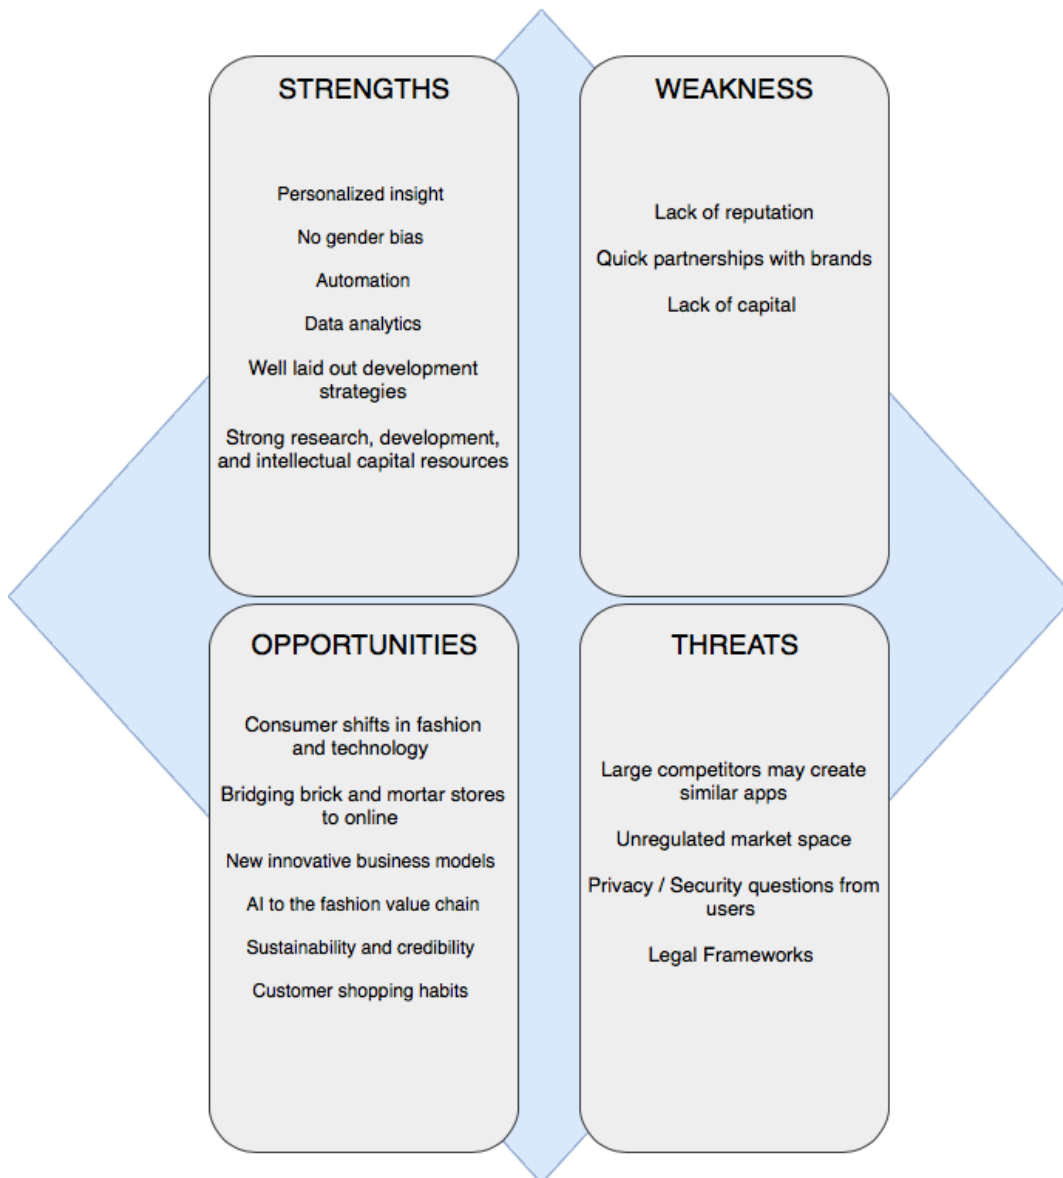 STRENGTHS
Personalized insight
No gender bias
Automation
Data analytics
Well laid out development
strategies
Strong research, development,
and intellectual capital resources
WEAKNESS
Lack of reputation
Quick partnerships with brands
Lack of capital
OPPORTUNITIES
Consumer shifts in fashion
and technology
Bridging brick and mortar stores
to online
New innovative business models
AI to the fashion value chain
Sustainability and credibility
Customer shopping habits
THREATS
Large competitors may create
similar apps
Unregulated market space
Privacy / Security questions from
users
Legal Frameworks